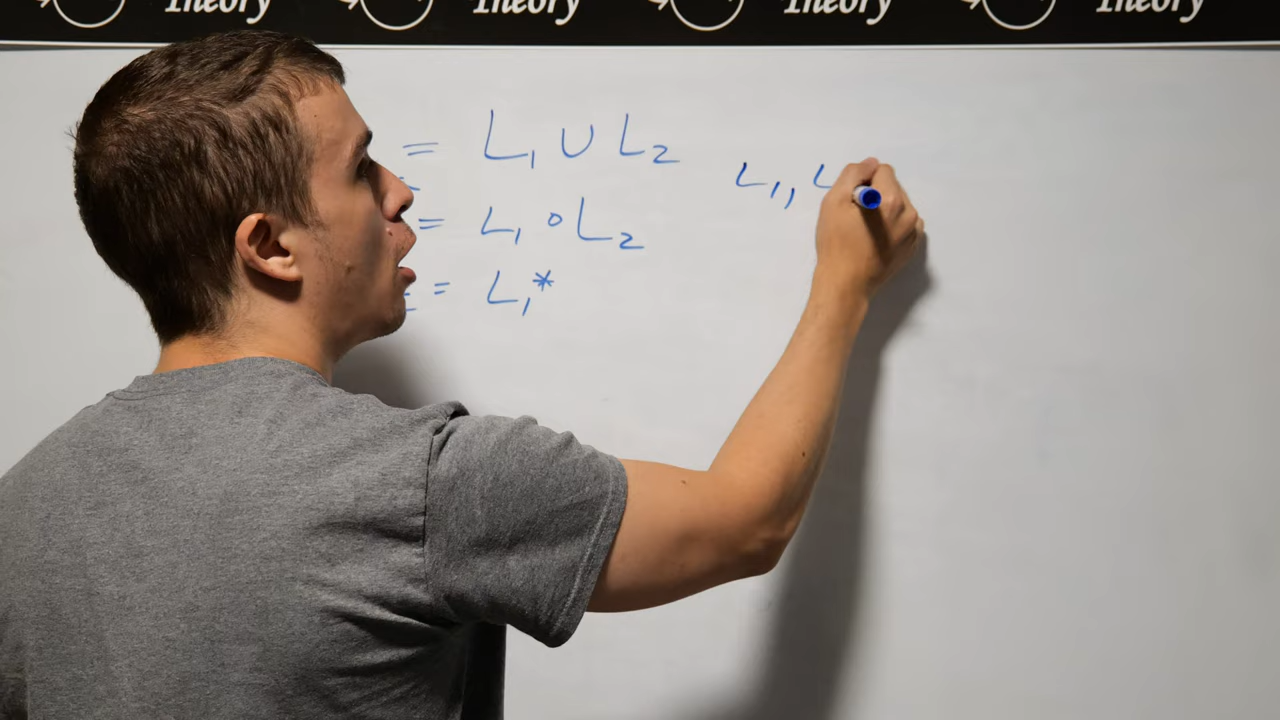 Theory Theory Theory Theory
= L₁ ∪ L₂
L₁, L
= L₁ ∘ L₂
= L₁*